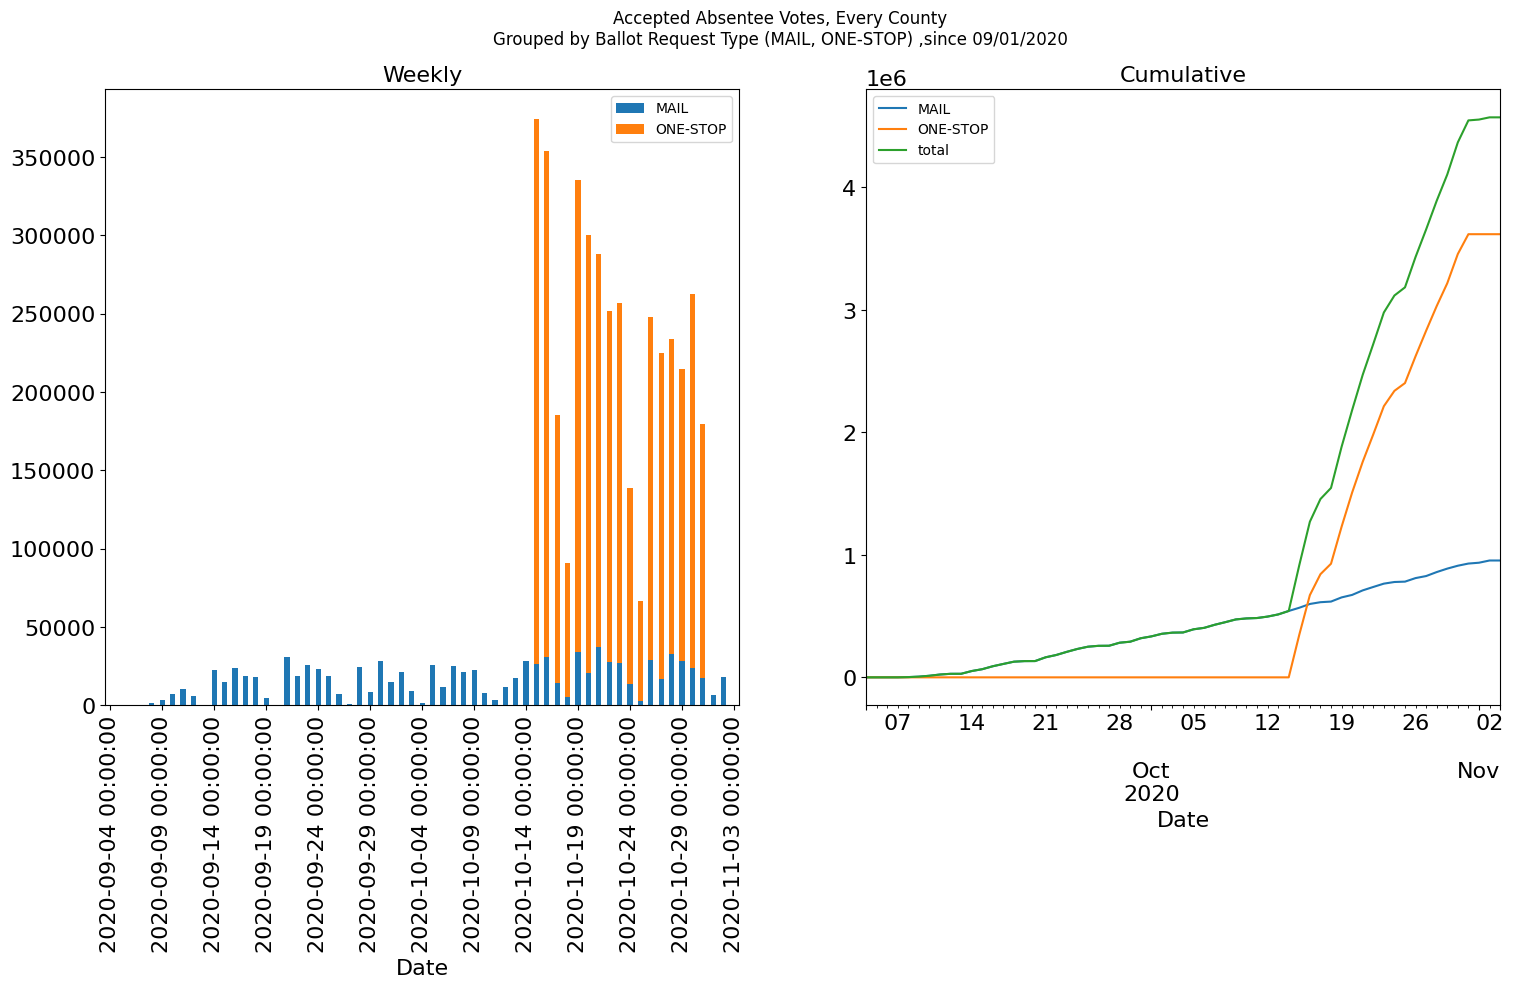 Accepted Absentee Votes, Every County
Grouped by Ballot Request Type (MAIL, ONE-STOP) ,since 09/01/2020
Weekly
MAIL
ONE-STOP
350000
300000
250000
200000
150000
100000
50000
0
2020-09-04 00:00:00
2020-09-09 00:00:00
2020-09-14 00:00:00
2020-09-19 00:00:00
2020-09-24 00:00:00
2020-09-29 00:00:00
2020-10-04 00:00:00
2020-10-09 00:00:00
2020-10-14 00:00:00
2020-10-19 00:00:00
2020-10-24 00:00:00
2020-10-29 00:00:00
2020-11-03 00:00:00
Date
Cumulative
1e6
MAIL
ONE-STOP
total
4
3
2
1
0
07 14 21 28 05 12 19 26 02
Oct Nov
2020
Date